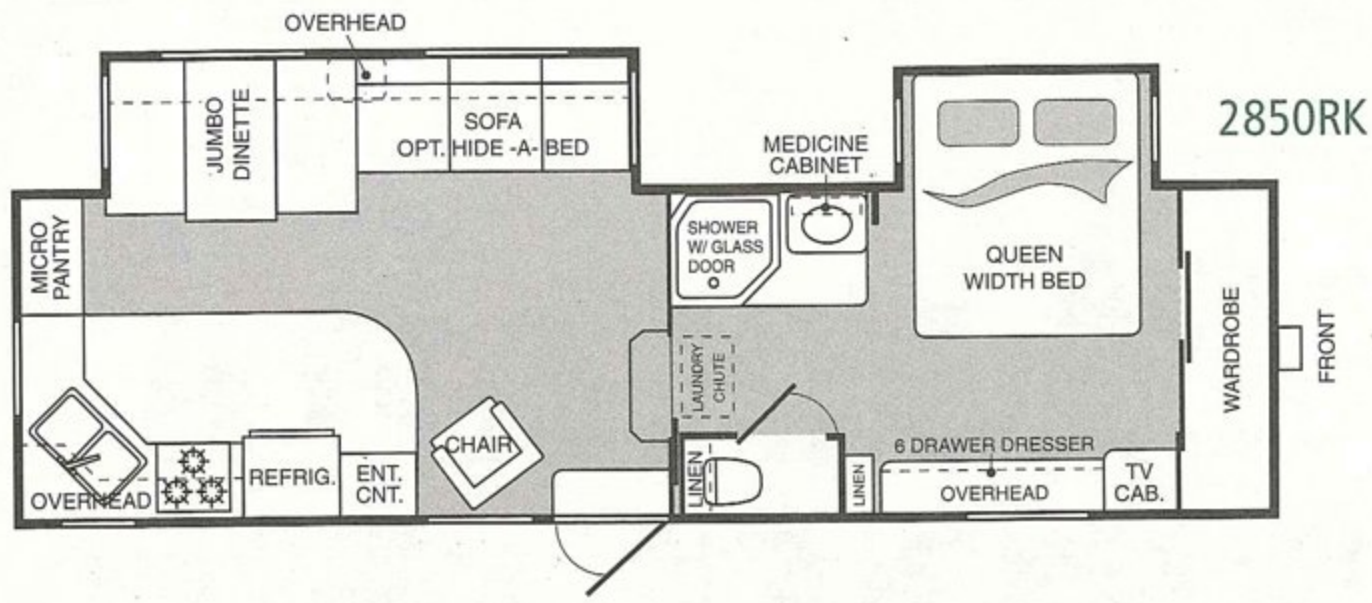 OVERHEAD
2850RK
JUMBO
DINETTE
SOFA
OPT. HIDE -A- BED
MEDICINE
CABINET
MICRO
PANTRY
SHOWER
W/ GLASS
DOOR
QUEEN
WIDTH BED
WARDROBE
FRONT
LAUNDRY
CHUTE
CHAIR
OVERHEAD
REFRIG.
ENT.
CNT.
LINEN
LINEN
6 DRAWER DRESSER
OVERHEAD
TV
CAB.